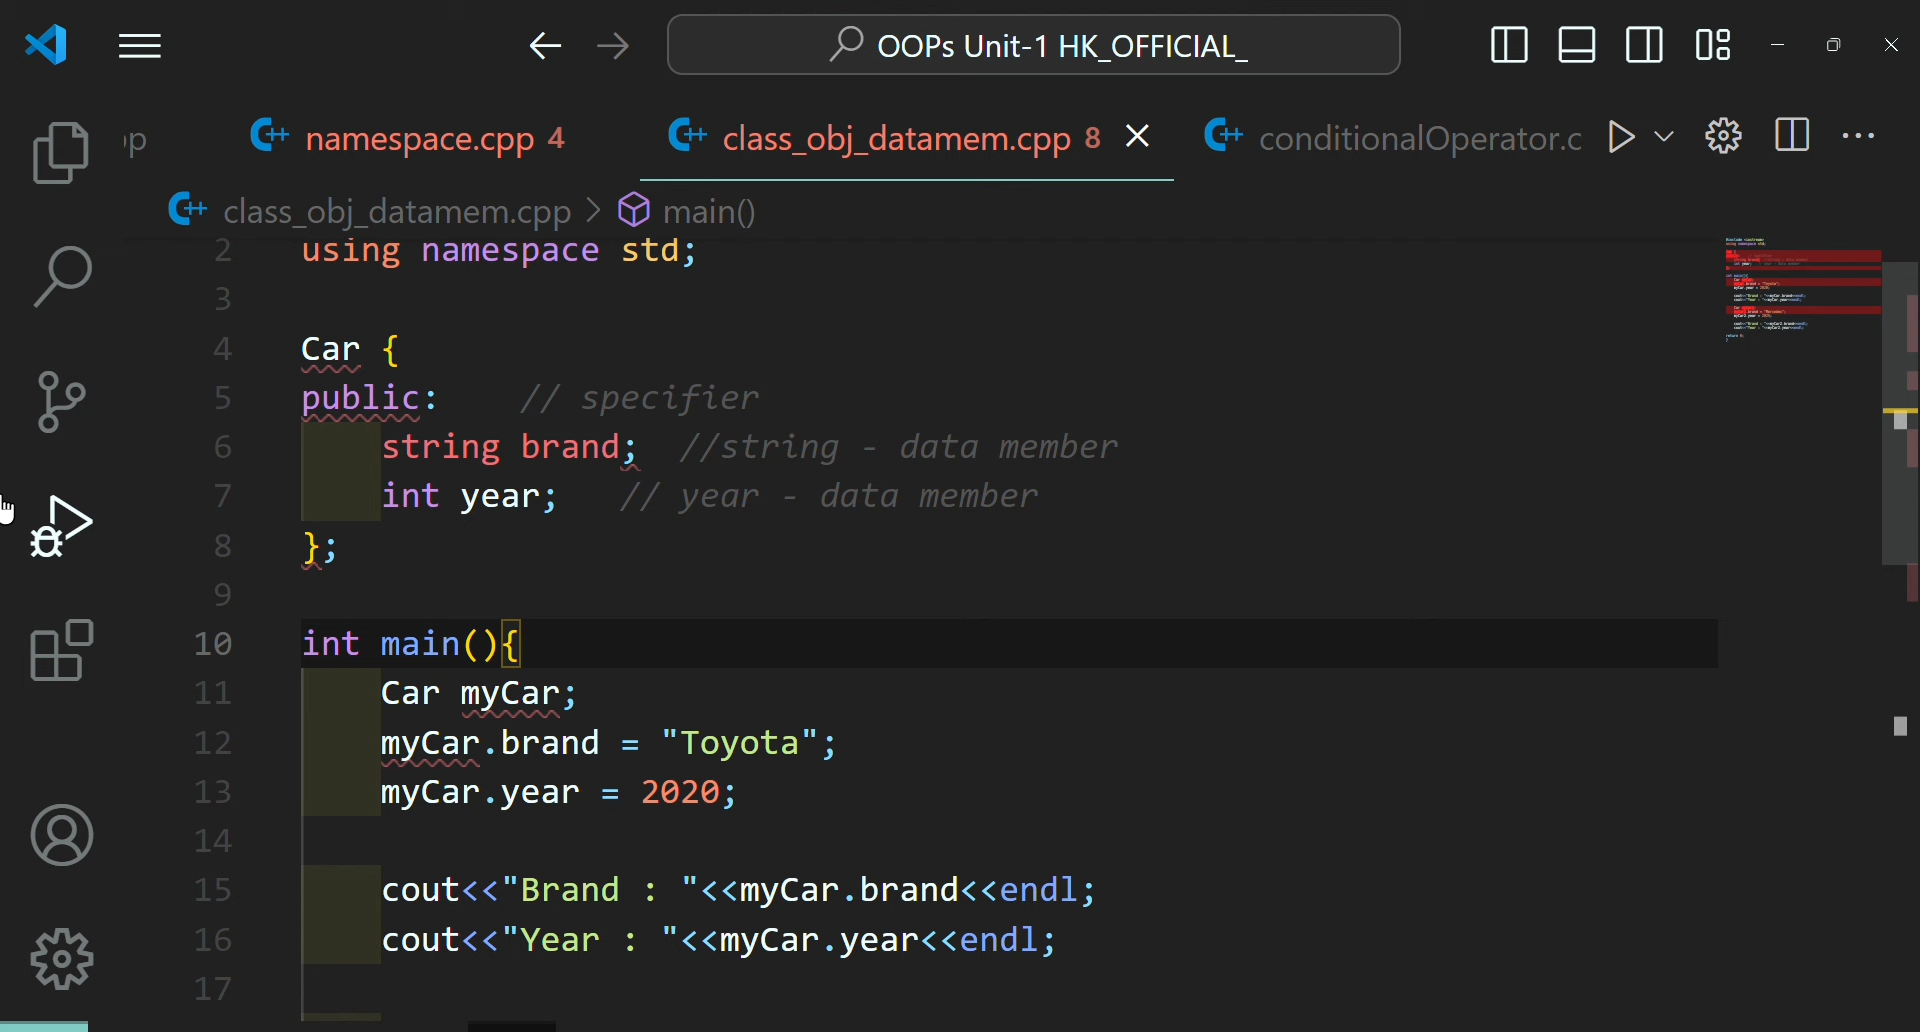 OOPs Unit-1 HK_OFFICIAL_
pp
namespace.cpp 4
class_obj_datamem.cpp 8
conditionalOperator.c
class_obj_datamem.cpp > main()
2 using namespace std;
3
4 Car {
5 public: // specifier
6 string brand; //string - data member
7 int year; // year - data member
8 };
9
10 int main(){
11 Car myCar;
12 myCar.brand = "Toyota";
13 myCar.year = 2020;
14
15 cout<<"Brand : "<<myCar.brand<<endl;
16 cout<<"Year : "<<myCar.year<<endl;
17